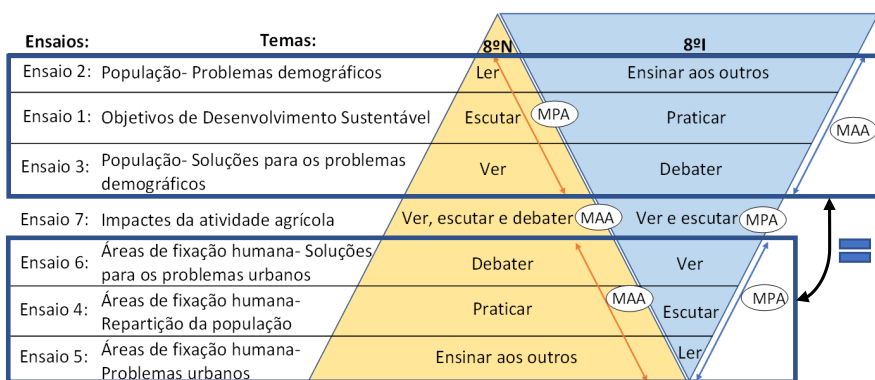 Ensaios: Temas: 8ºN 8ºI
Ensaio 2: População- Problemas demográficos Ler Ensinar aos outros
Ensaio 1: Objetivos de Desenvolvimento Sustentável Escutar MPA Praticar MAA
Ensaio 3: População- Soluções para os problemas
demográficos Ver Debater
Ensaio 7: Impactes da atividade agrícola Ver, escutar e debater MAA Ver e escutar MPA
Ensaio 6: Áreas de fixação humana- Soluções
para os problemas urbanos Debater Ver
Ensaio 4: Áreas de fixação humana-
Repartição da população Praticar MAA Escutar MPA
Ensaio 5: Áreas de fixação humana-
Problemas urbanos Ensinar aos outros Ler